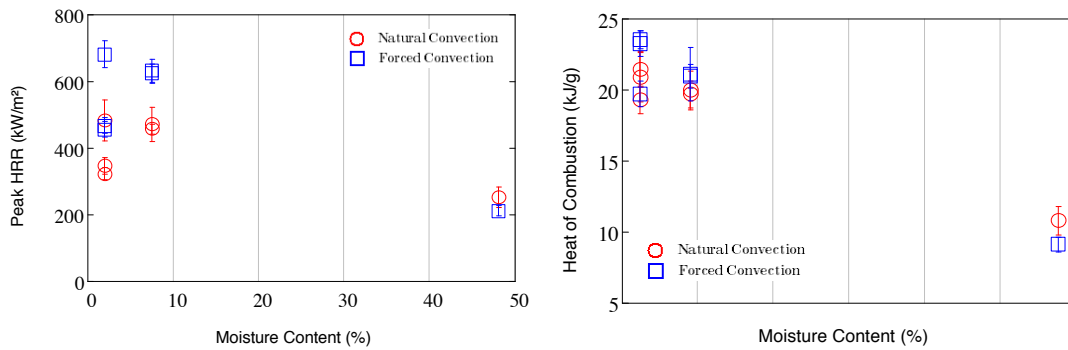 800
600
400
200
0
Peak HRR (kW/m²)
Natural Convection
Forced Convection
0 10 20 30 40 50
Moisture Content (%)
25
20
15
10
5
Heat of Combustion (kJ/g)
Natural Convection
Forced Convection
Moisture Content (%)